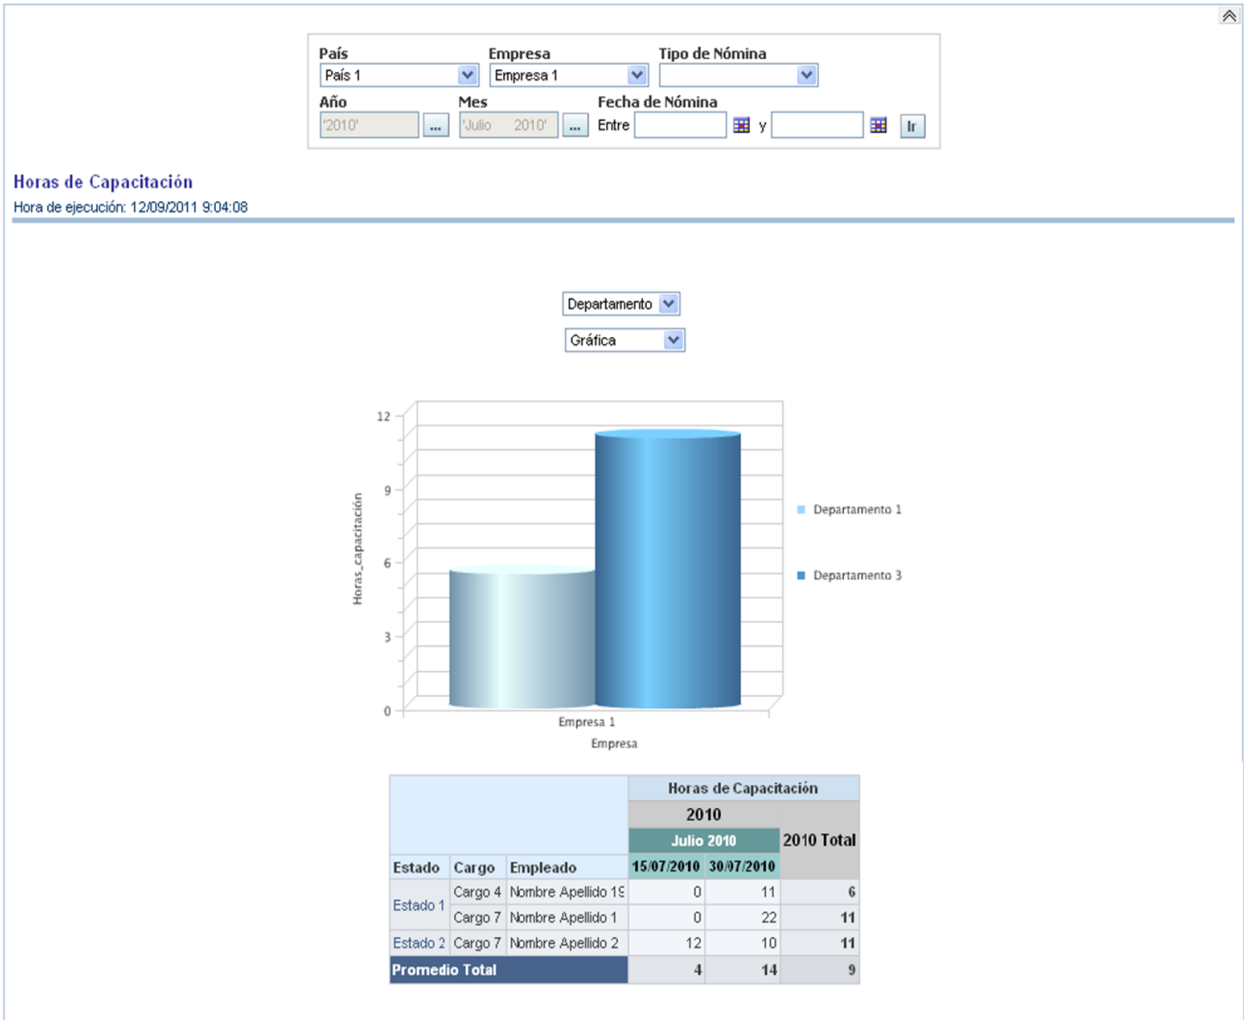 País Empresa Tipo de Nómina
País 1 Empresa 1
Año Mes Fecha de Nómina
'2010' ... 'Julio 2010' ... Entre y Ir
Horas de Capacitación
Hora de ejecución: 12/09/2011 9:04:08
Departamento
Gráfica
12
9
6
3
0
Horas_capacitación
Departamento 1
Departamento 3
Empresa 1
Empresa
Horas de Capacitación
2010
Julio 2010 2010 Total
Estado Cargo Empleado 15/07/2010 30/07/2010
Estado 1 Cargo 4 Nombre Apellido 19 0 11 6
Cargo 7 Nombre Apellido 1 0 22 11
Estado 2 Cargo 7 Nombre Apellido 2 12 10 11
Promedio Total 4 14 9